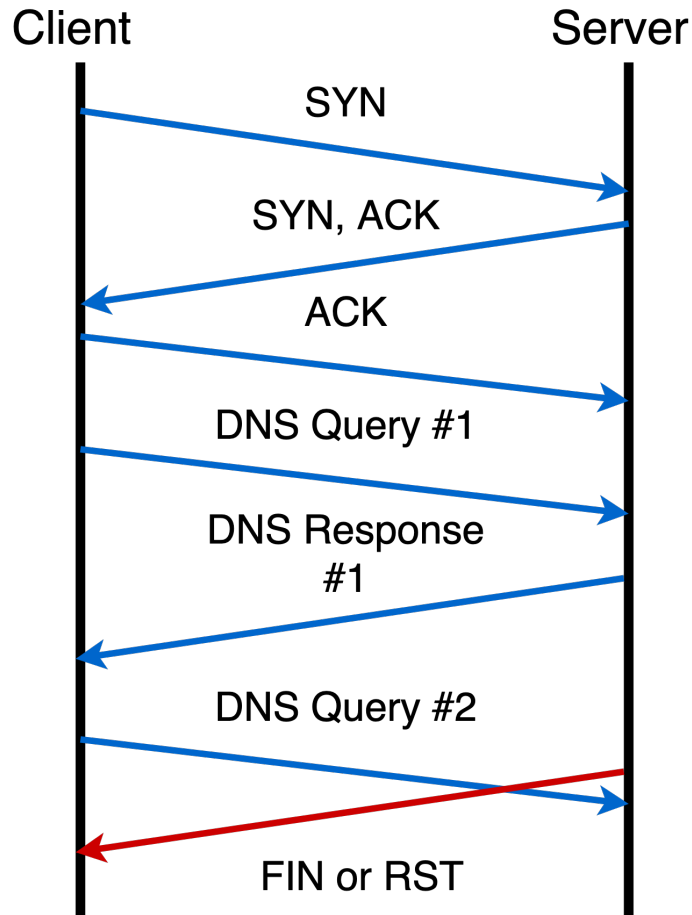 Client Server
SYN
SYN, ACK
ACK
DNS Query #1
DNS Response
#1
DNS Query #2
FIN or RST